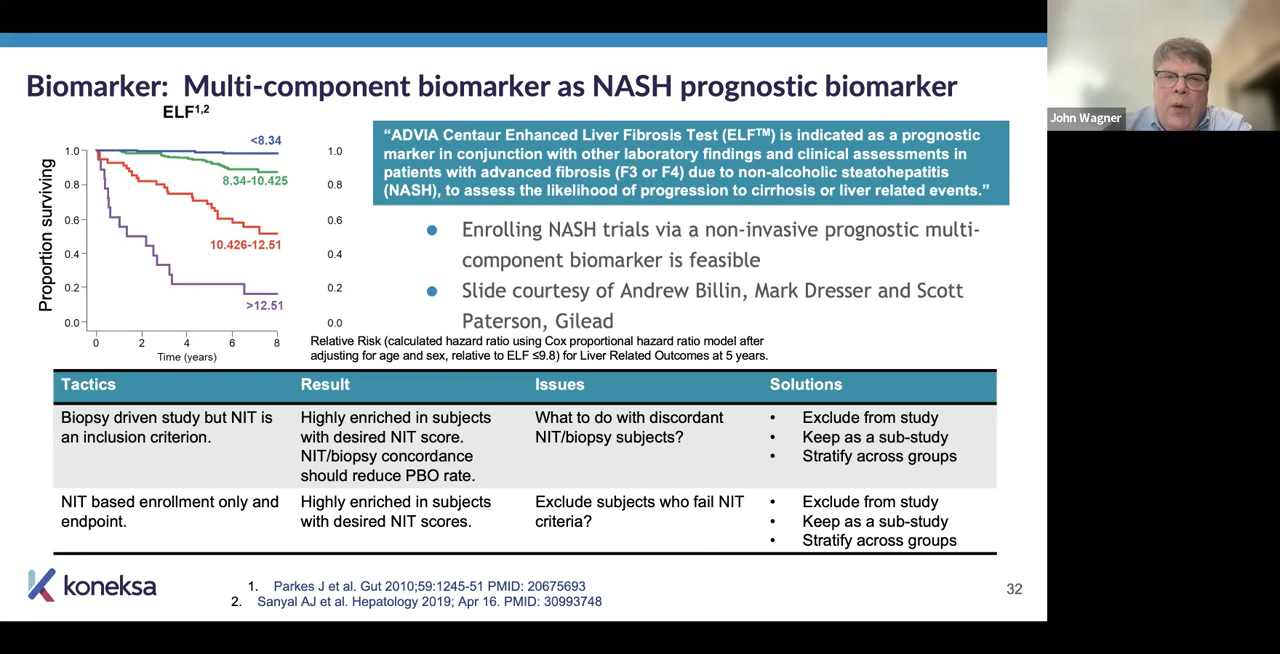 Biomarker: Multi-component biomarker as NASH prognostic biomarker
ELF1,2
<8.34
8.34-10.425
10.426-12.51
>12.51
Proportion surviving
1.0
0.8
0.6
0.4
0.2
0.0
0 2 4 6 8
Time (years)
1.0
0.8
0.6
0.4
0.2
0.0
“ADVIA Centaur Enhanced Liver Fibrosis Test (ELF™) is indicated as a prognostic
marker in conjunction with other laboratory findings and clinical assessments in
patients with advanced fibrosis (F3 or F4) due to non-alcoholic steatohepatitis
(NASH), to assess the likelihood of progression to cirrhosis or liver related events.”
• Enrolling NASH trials via a non-invasive prognostic multi-
component biomarker is feasible
• Slide courtesy of Andrew Billin, Mark Dresser and Scott
Paterson, Gilead
Relative Risk (calculated hazard ratio using Cox proportional hazard ratio model after
adjusting for age and sex, relative to ELF ≤9.8) for Liver Related Outcomes at 5 years.
Tactics Result Issues Solutions
Biopsy driven study but NIT is
an inclusion criterion.
Highly enriched in subjects
with desired NIT score.
NIT/biopsy concordance
should reduce PBO rate.
What to do with discordant
NIT/biopsy subjects?
• Exclude from study
• Keep as a sub-study
• Stratify across groups
NIT based enrollment only and
endpoint.
Highly enriched in subjects
with desired NIT scores.
Exclude subjects who fail NIT
criteria?
• Exclude from study
• Keep as a sub-study
• Stratify across groups
koneksa
1. Parkes J et al. Gut 2010;59:1245-51 PMID: 20675693
2. Sanyal AJ et al. Hepatology 2019; Apr 16. PMID: 30993748
32
John Wagner